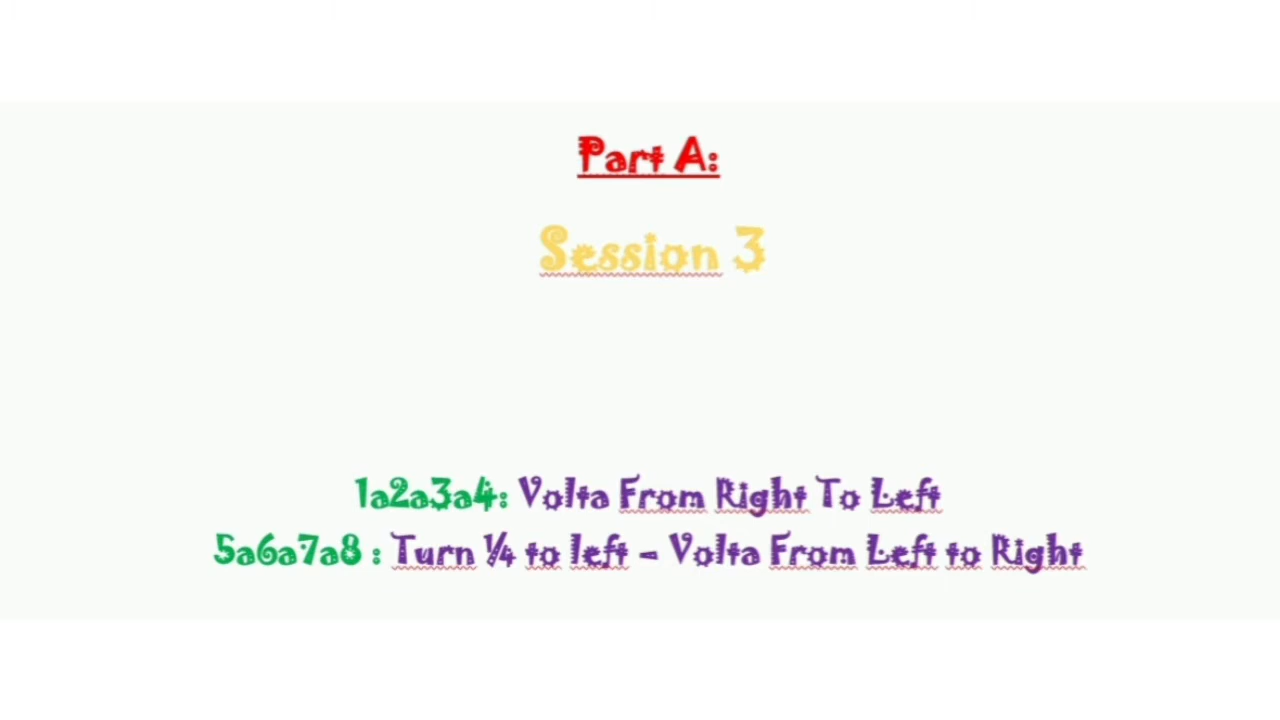 Part A:
Session 3
1a2a3a4: Volta From Right To Left
5a6a7a8 : Turn ¼ to left – Volta From Left to Right